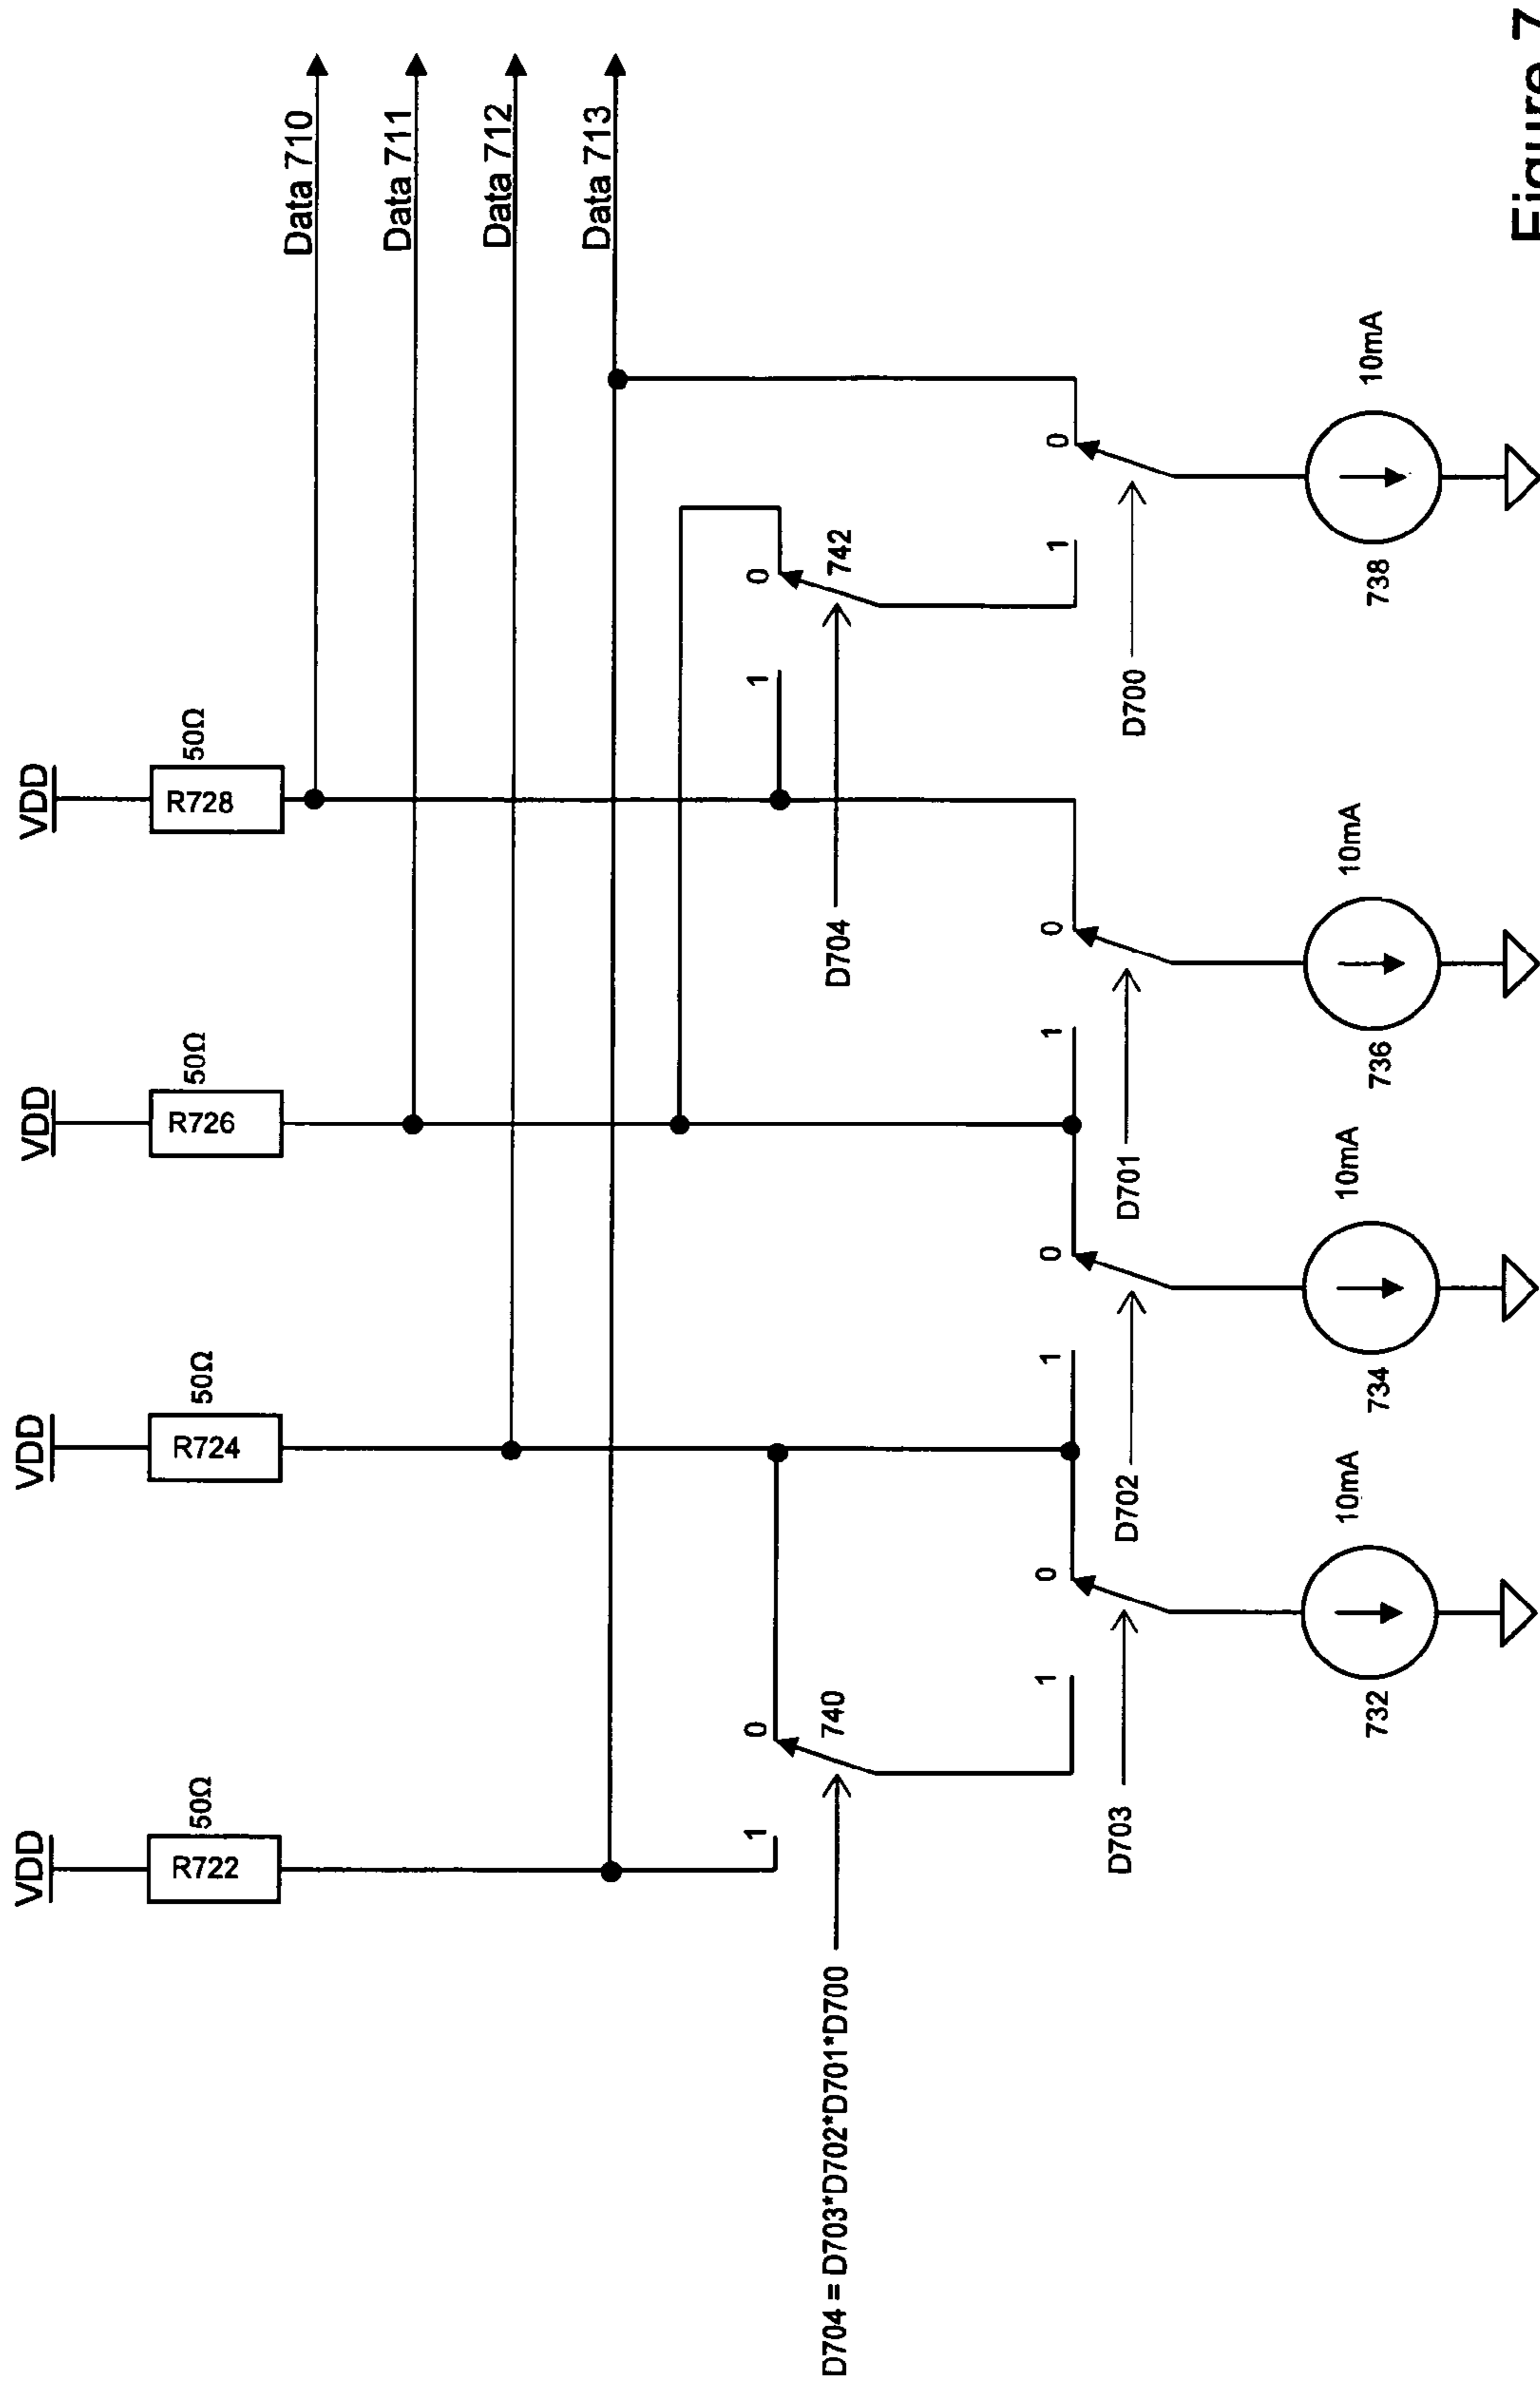 VDD
VDD
VDD
VDD
50Ω
50Ω
50Ω
50Ω
R722
R724
R726
R728
Data 710
Data 711
Data 712
Data 713
1
0
740
1
0
742
D704 = D703*D702*D701*D700
D704
1
0
1
0
1
0
1
0
D703
D702
D701
D700
732
10mA
734
10mA
736
10mA
738
10mA
Figure 7